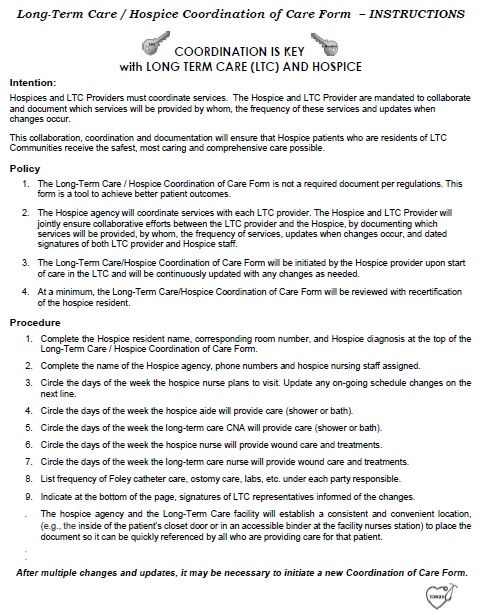 Long-Term Care / Hospice Coordination of Care Form – INSTRUCTIONS
COORDINATION IS KEY
with LONG TERM CARE (LTC) AND HOSPICE
Intention:
Hospices and LTC Providers must coordinate services. The Hospice and LTC Provider are mandated to collaborate
and document which services will be provided by whom, the frequency of these services and updates when
changes occur.
This collaboration, coordination and documentation will ensure that Hospice patients who are residents of LTC
Communities receive the safest, most caring and comprehensive care possible.
Policy
1. The Long-Term Care / Hospice Coordination of Care Form is not a required document per regulations. This
form is a tool to achieve better patient outcomes.
2. The Hospice agency will coordinate services with each LTC provider. The Hospice and LTC Provider will
jointly ensure collaborative efforts between the LTC provider and the Hospice, by documenting which
services will be provided, by whom, the frequency of services, updates when changes occur, and dated
signatures of both LTC provider and Hospice staff.
3. The Long-Term Care/Hospice Coordination of Care Form will be initiated by the Hospice provider upon start
of care in the LTC and will be continuously updated with any changes as needed.
4. At a minimum, the Long-Term Care/Hospice Coordination of Care Form will be reviewed with recertification
of the hospice resident.
Procedure
1. Complete the Hospice resident name, corresponding room number, and Hospice diagnosis at the top of the
Long-Term Care / Hospice Coordination of Care Form.
2. Complete the name of the Hospice agency, phone numbers and hospice nursing staff assigned.
3. Circle the days of the week the hospice nurse plans to visit. Update any on-going schedule changes on the
next line.
4. Circle the days of the week the hospice aide will provide care (shower or bath).
5. Circle the days of the week the long-term care CNA will provide care (shower or bath).
6. Circle the days of the week the hospice nurse will provide wound care and treatments.
7. Circle the days of the week the long-term care nurse will provide wound care and treatments.
8. List frequency of Foley catheter care, ostomy care, labs, etc. under each party responsible.
9. Indicate at the bottom of the page, signatures of LTC representatives informed of the changes.
. The hospice agency and the Long-Term Care facility will establish a consistent and convenient location,
(e.g., the inside of the patient's closet door or in an accessible binder at the facility nurses station) to place the
document so it can be quickly referenced by all who are providing care for that patient.
.
.
After multiple changes and updates, it may be necessary to initiate a new Coordination of Care Form.